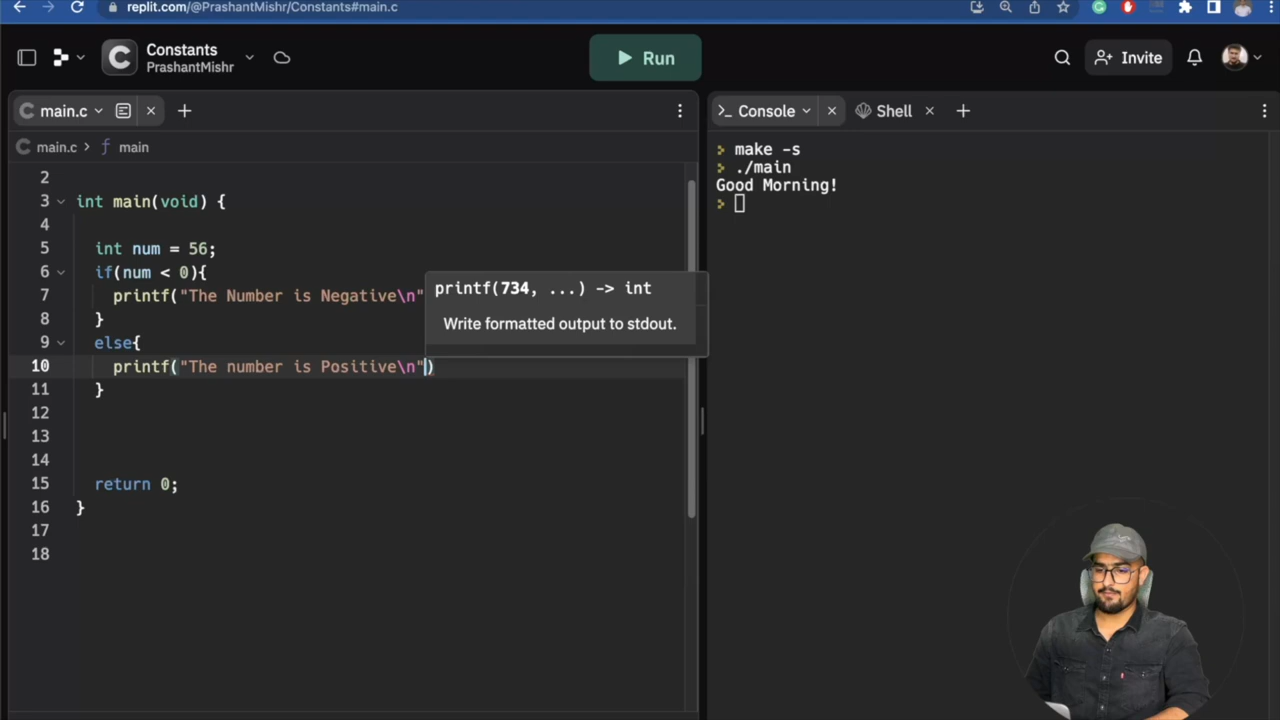 replit.com/@PrashantMishr/Constants#main.c
Constants
PrashantMishr
Run
Invite
main.c
Console
Shell
main.c > main
make -s
./main
Good Morning!
2
3 int main(void) {
4
5 int num = 56;
6 if(num < 0){
7 printf("The Number is Negative\n"
8 }
9 else{
10 printf("The number is Positive\n")
11 }
12
13
14
15 return 0;
16 }
17
18
printf(734, ...) -> int
Write formatted output to stdout.